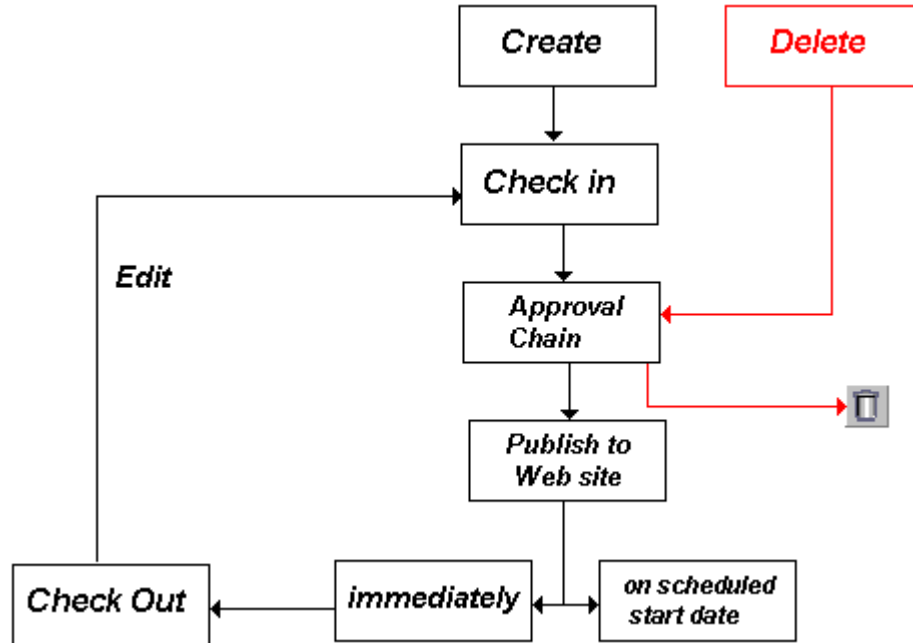 Create
Delete
Check in
Edit
Approval
Chain
Publish to
Web site
Check Out
immediately
on scheduled
start date